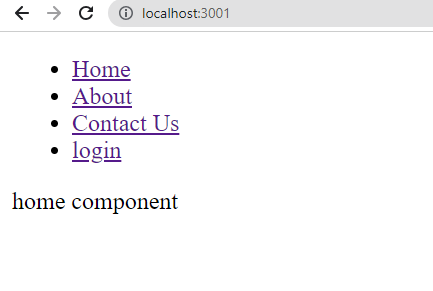 localhost:3001
Home
About
Contact Us
login
home component